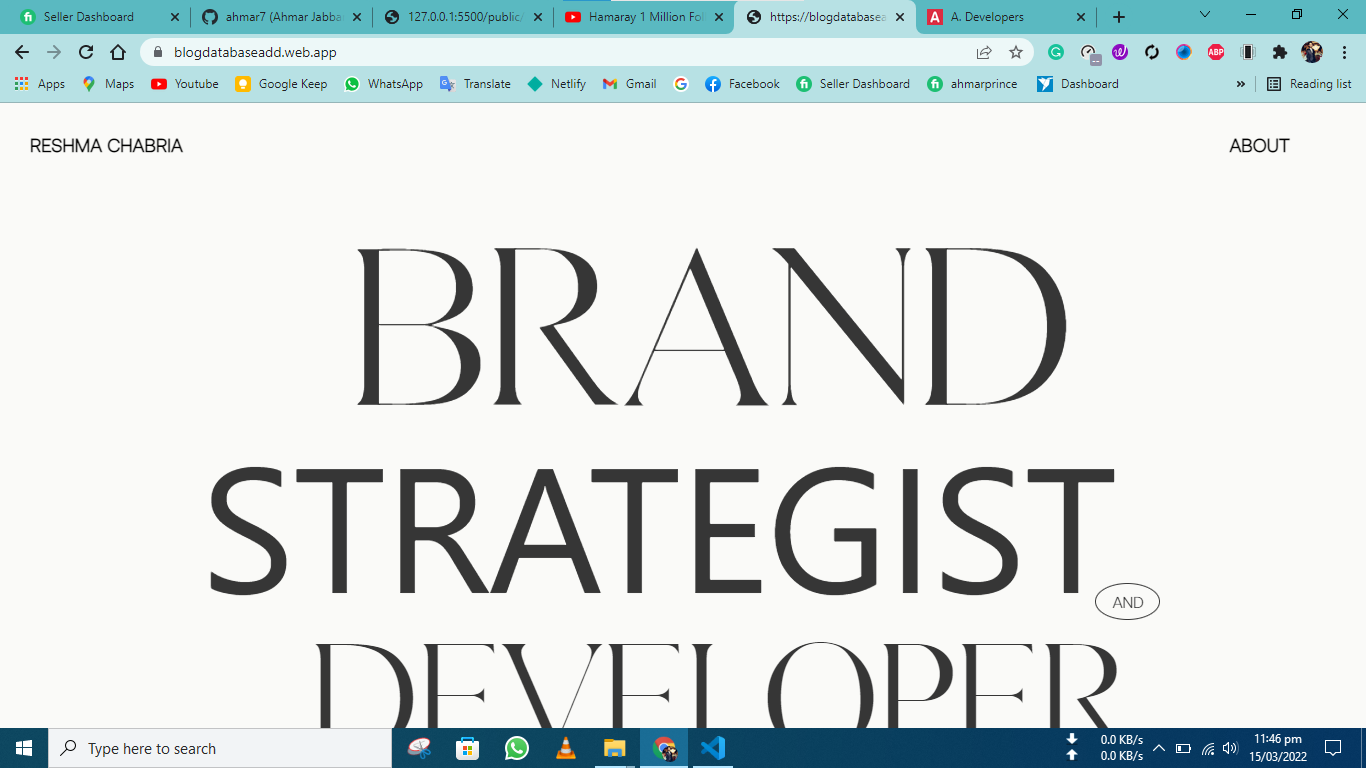 Seller Dashboard
ahmar7 (Ahmar Jabba
127.0.0.1:5500/public/
Hamaray 1 Million Fol
https://blogdatabasea
A. Developers
blogdatabaseadd.web.app
Apps Maps Youtube Google Keep WhatsApp Translate Netlify Gmail Facebook Seller Dashboard ahmarprince Dashboard » Reading list
RESHMA CHABRIA
ABOUT
BRAND
STRATEGIST
AND
DEVELOPER
Type here to search
0.0 KB/s
0.0 KB/s
11:46 pm
15/03/2022